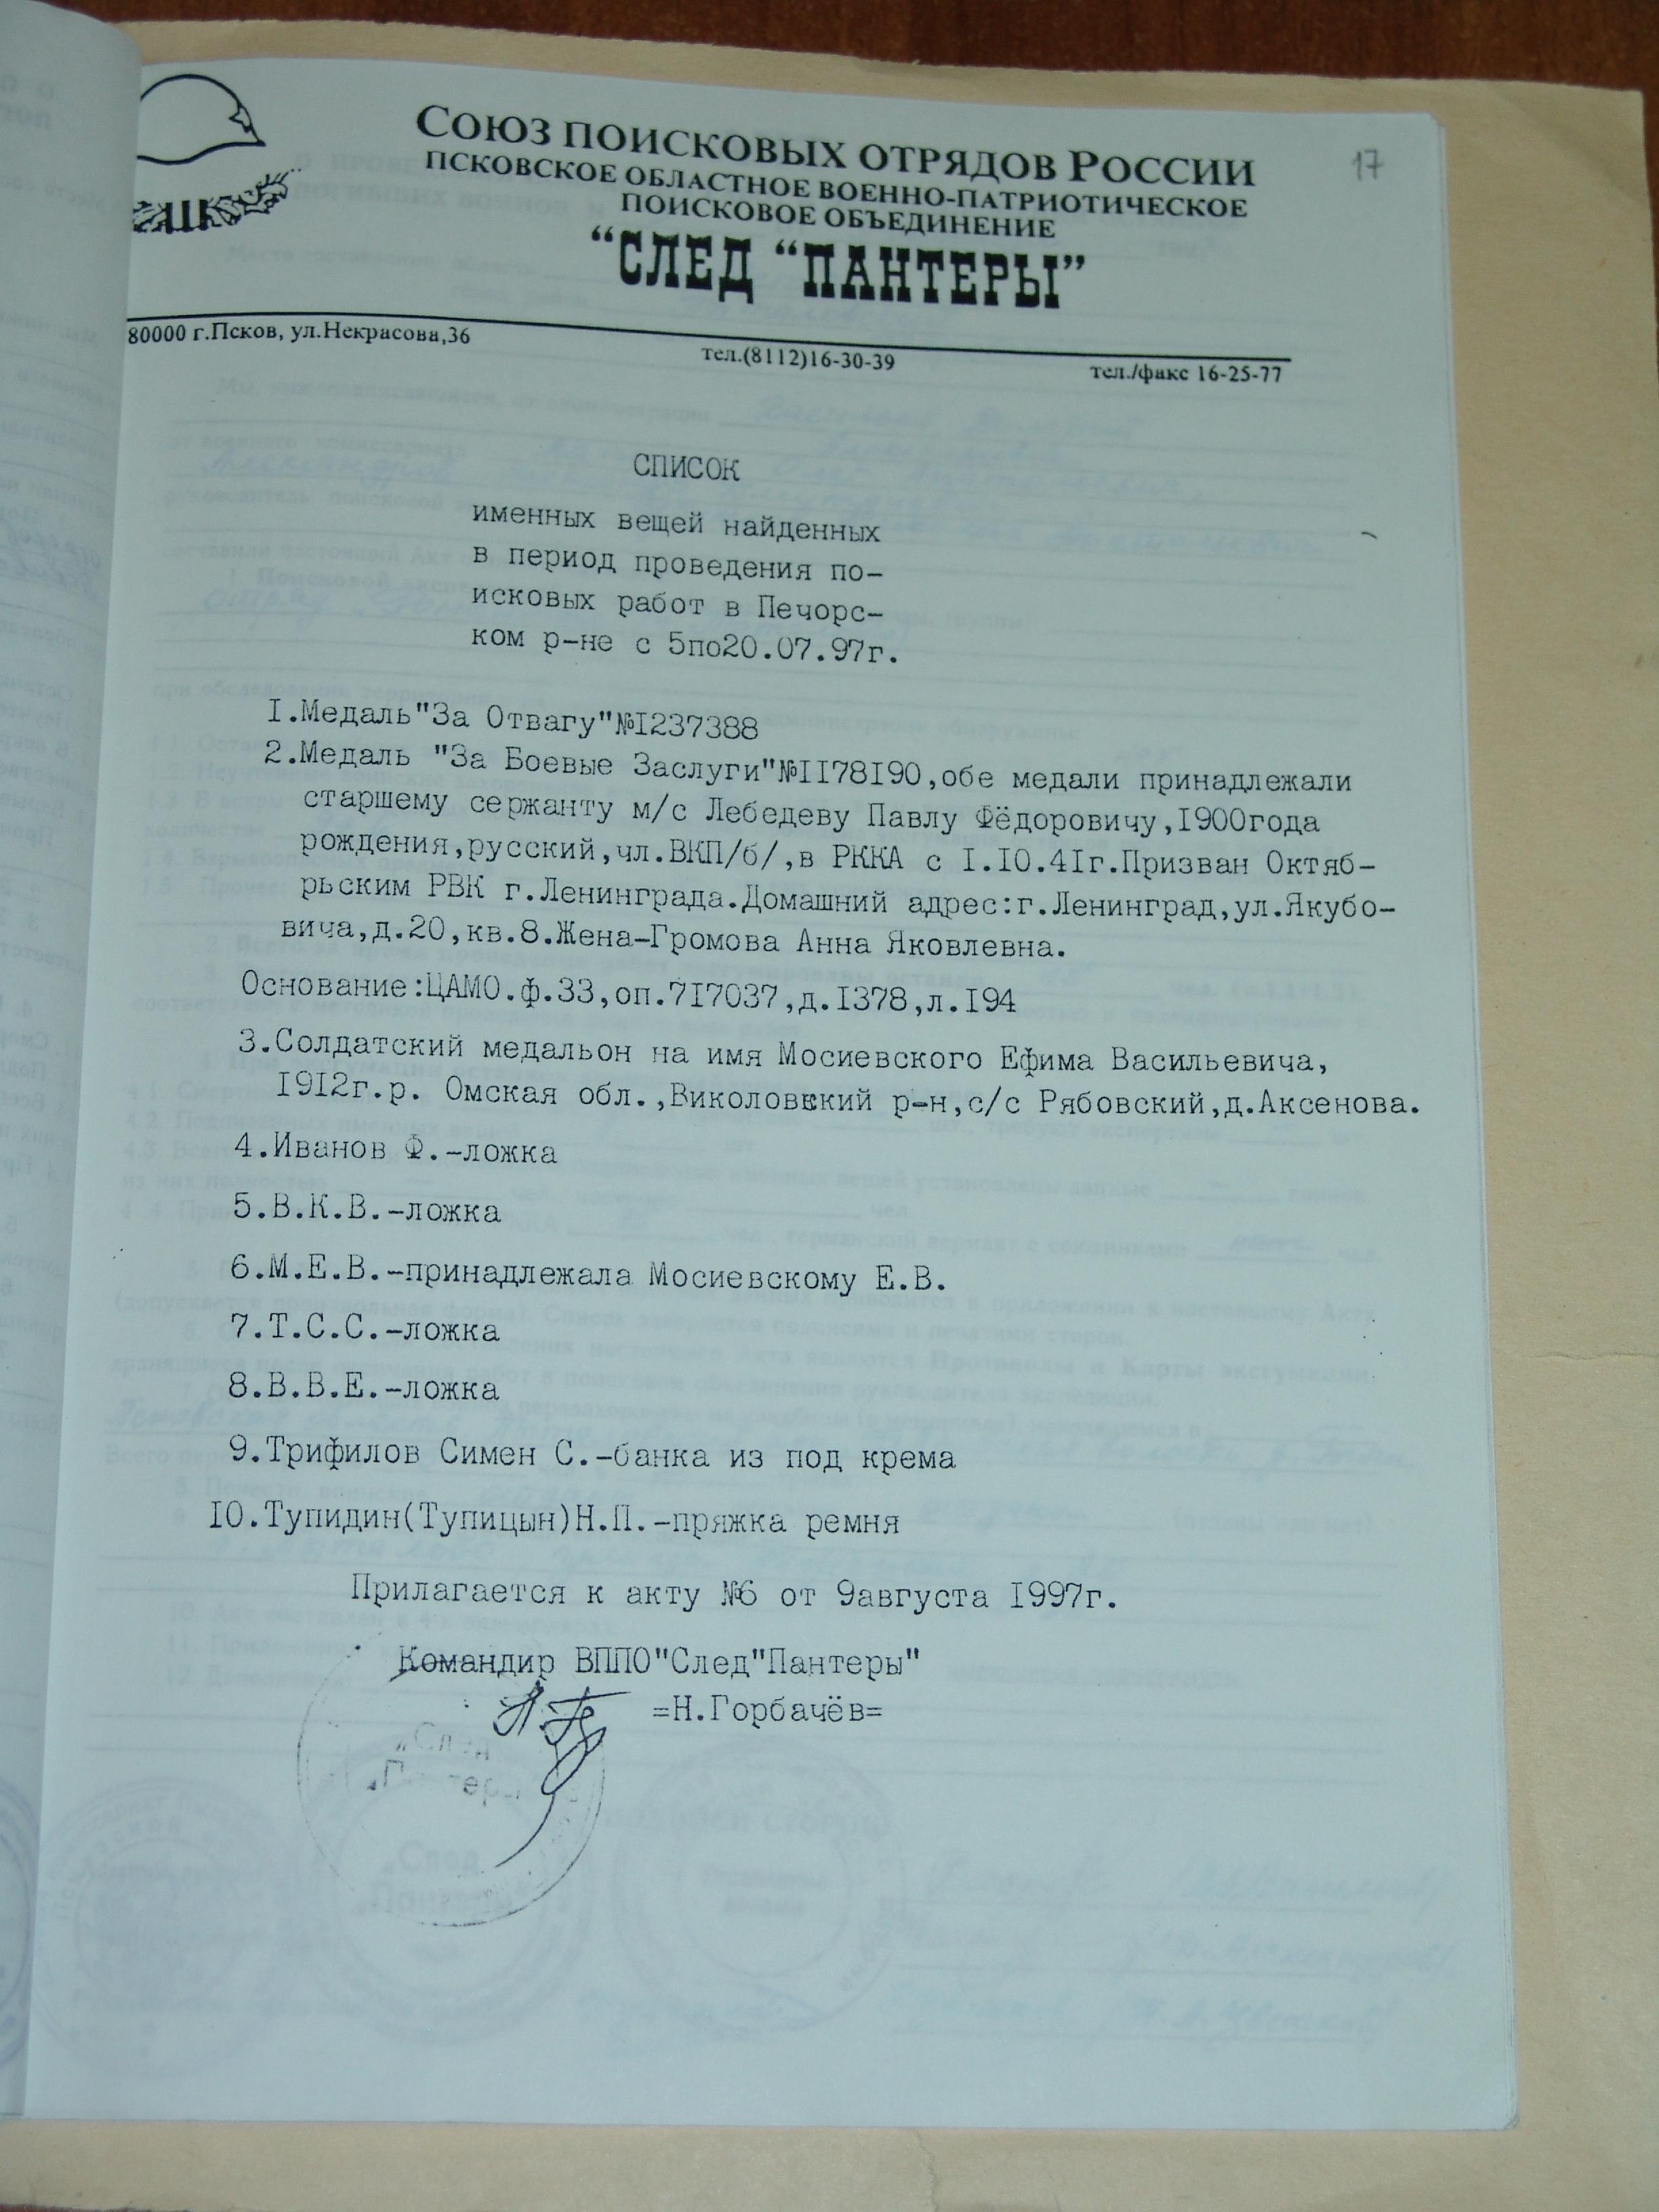 17
СОЮЗ ПОИСКОВЫХ ОТРЯДОВ РОССИИ
ПСКОВСКОЕ ОБЛАСТНОЕ ВОЕННО-ПАТРИОТИЧЕСКОЕ
ПОИСКОВОЕ ОБЪЕДИНЕНИЕ
“СЛЕД “ПАНТЕРЫ”
80000 г.Псков, ул.Некрасова,36
тел.(8112)16-30-39
тел./факс 16-25-77
СПИСОК
именных вещей найденных
в период проведения по-
исковых работ в Печорс-
ком р-не с 5по20.07.97г.
I.Медаль"За Отвагу"№I237388
2.Медаль "За Боевые Заслуги"№II78I90,обе медали принадлежали
старшему сержанту м/с Лебедеву Павлу Фёдоровичу,I900года
рождения,русский,чл.ВКП/б/,в РККА с I.IO.4Iг.Призван Октяб-
рьским РВК г.Ленинграда.Домашний адрес:г.Ленинград,ул.Якубо-
вича,д.20,кв.8.Жена-Громова Анна Яковлевна.
Основание:ЦАМО.ф.33,оп.7I7037,д.I378,л.I94
3.Солдатский медальон на имя Мосиевского Ефима Васильевича,
I9I2г.р. Омская обл.,Виколовский р-н,с/с Рябовский,д.Аксенова.
4.Иванов Ф.-ложка
5.В.К.В.-ложка
6.М.Е.В.-принадлежала Мосиевскому Е.В.
7.Т.С.С.-ложка
8.В.В.Е.-ложка
9.Трифилов Симен С.-банка из под крема
IO.Тупидин(Тупицын)Н.П.-пряжка ремня
Прилагается к акту №6 от 9августа I997г.
Командир ВППО"След"Пантеры"
=Н.Горбачёв=
„След